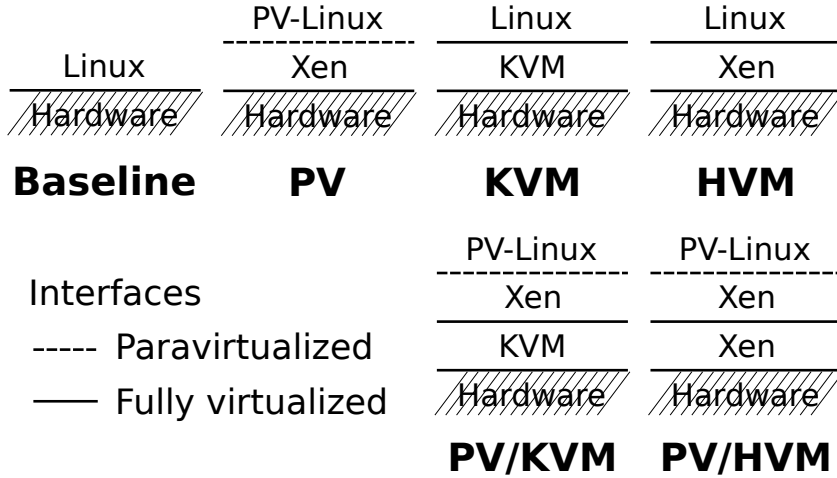 PV-Linux Linux Linux
Linux Xen KVM Xen
Hardware Hardware Hardware Hardware
Baseline PV KVM HVM
PV-Linux PV-Linux
Interfaces Xen Xen
Paravirtualized KVM Xen
Fully virtualized Hardware Hardware
PV/KVM PV/HVM